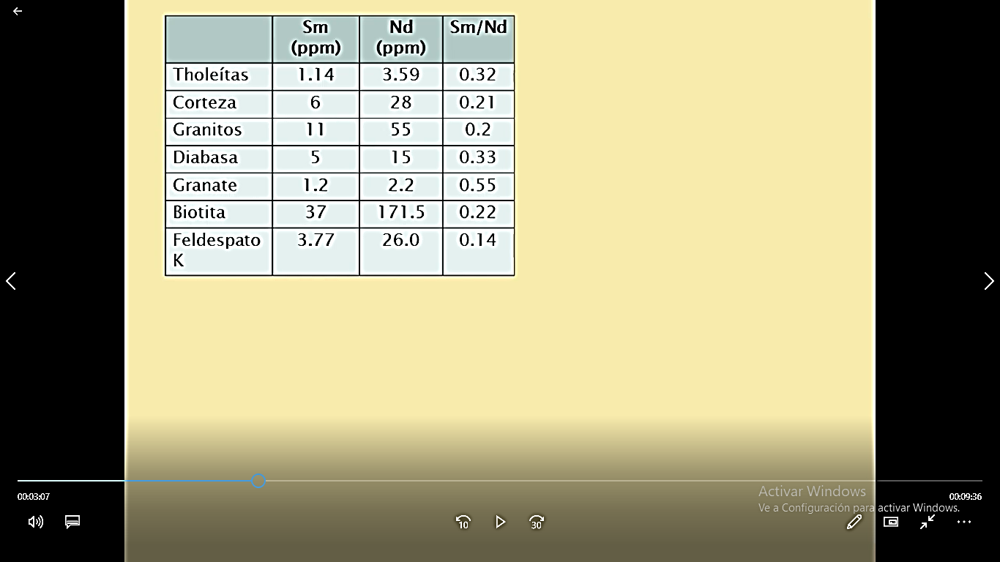 Sm Nd Sm/Nd
(ppm) (ppm)
Tholeítas 1.14 3.59 0.32
Corteza 6 28 0.21
Granitos 11 55 0.2
Diabasa 5 15 0.33
Granate 1.2 2.2 0.55
Biotita 37 171.5 0.22
Feldespato 3.77 26.0 0.14
K
Activar Windows
00:03:07 00:09:36
Ve a Configuración para activar Windows.
10 30